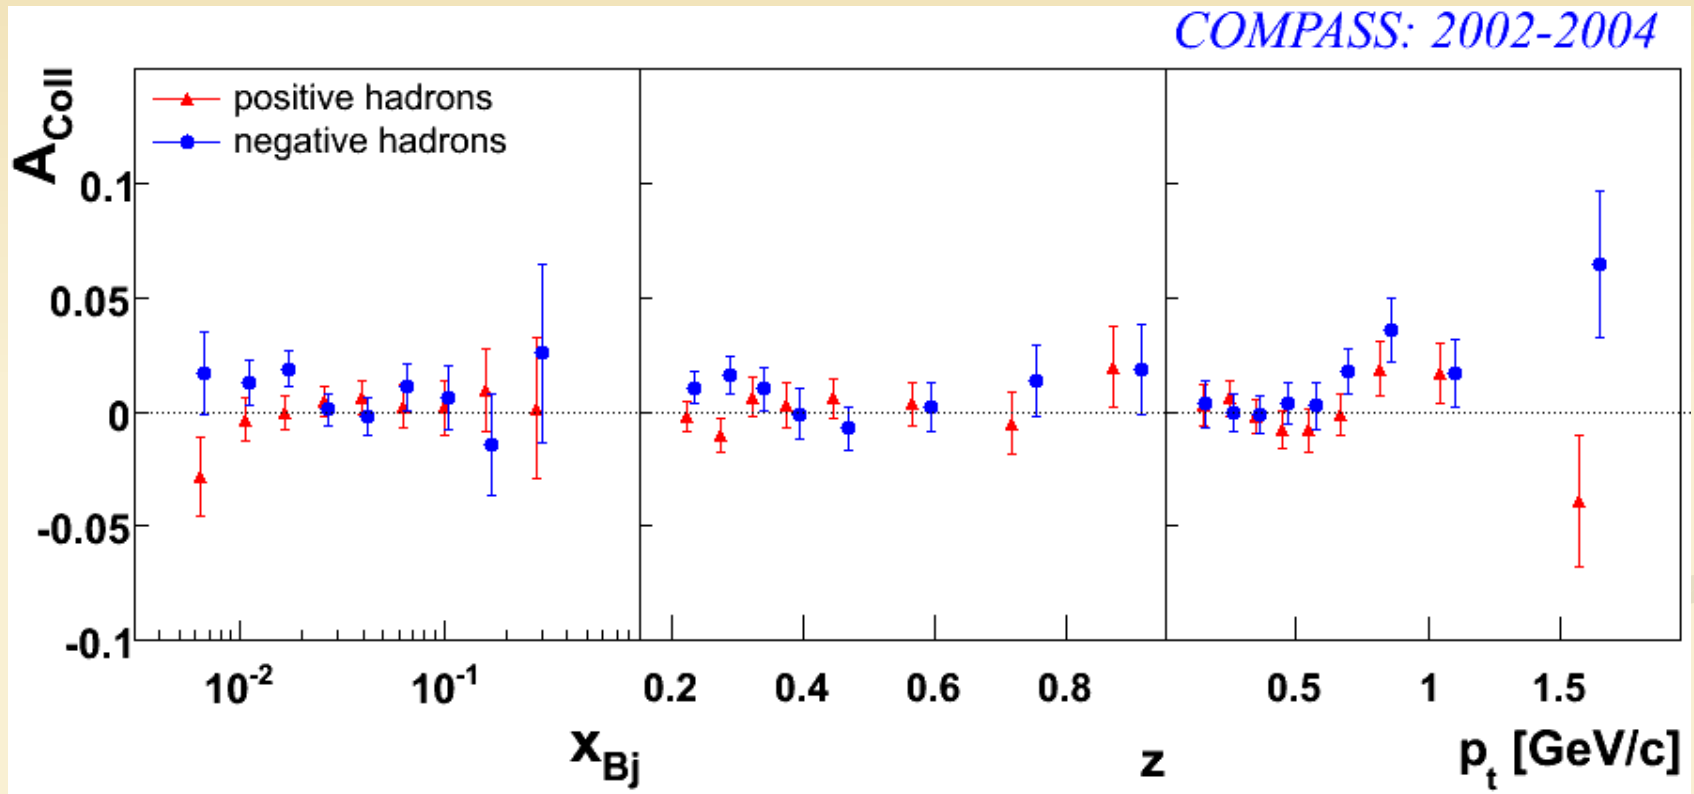 COMPASS: 2002-2004
A_Coll
positive hadrons
negative hadrons
0.1
0.05
0
-0.05
-0.1
10^-2 10^-1 0.2 0.4 0.6 0.8 0.5 1 1.5
x_Bj z p_t [GeV/c]